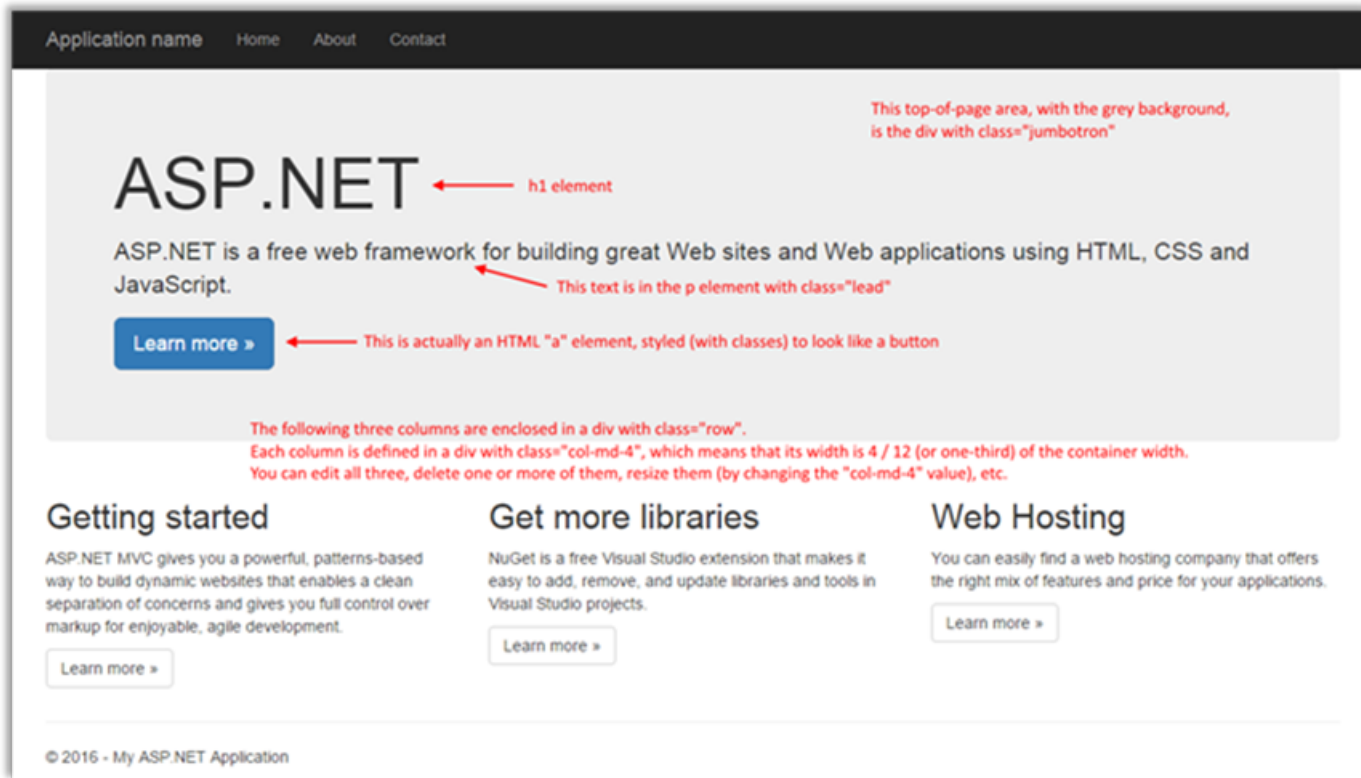 Application name Home About Contact
This top-of-page area, with the grey background,
is the div with class="jumbotron"
ASP.NET
h1 element
ASP.NET is a free web framework for building great Web sites and Web applications using HTML, CSS and
JavaScript.
This text is in the p element with class="lead"
Learn more »
This is actually an HTML "a" element, styled (with classes) to look like a button
The following three columns are enclosed in a div with class="row".
Each column is defined in a div with class="col-md-4", which means that its width is 4 / 12 (or one-third) of the container width.
You can edit all three, delete one or more of them, resize them (by changing the "col-md-4" value), etc.
Getting started
ASP.NET MVC gives you a powerful, patterns-based
way to build dynamic websites that enables a clean
separation of concerns and gives you full control over
markup for enjoyable, agile development.
Learn more »
Get more libraries
NuGet is a free Visual Studio extension that makes it
easy to add, remove, and update libraries and tools in
Visual Studio projects.
Learn more »
Web Hosting
You can easily find a web hosting company that offers
the right mix of features and price for your applications.
Learn more »
© 2016 - My ASP.NET Application